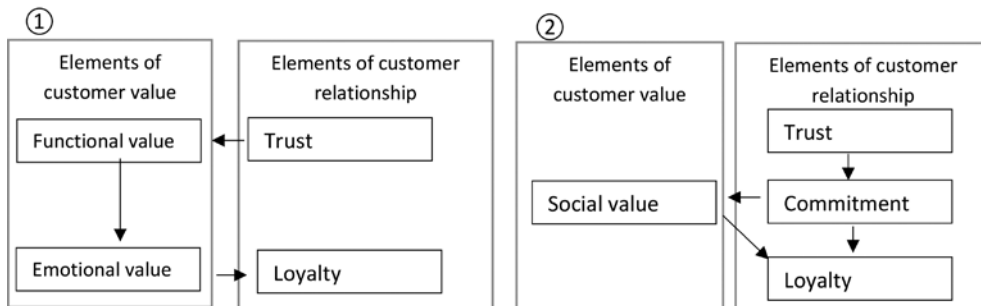 ①
Elements of
customer value
Elements of customer
relationship
Functional value
Trust
Emotional value
Loyalty
②
Elements of
customer value
Elements of customer
relationship
Trust
Social value
Commitment
Loyalty